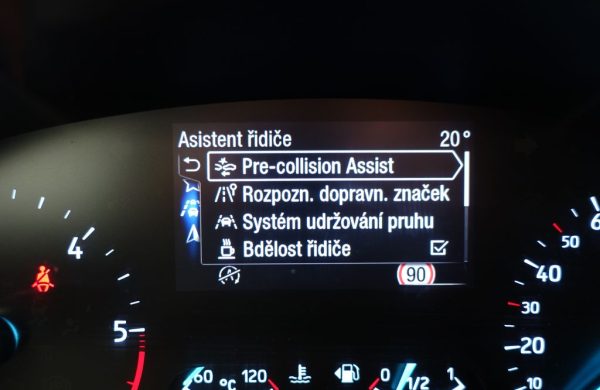 Asistent řidiče 20°
Pre-collision Assist
Rozpozn. dopravn. značek
Systém udržování pruhu
Bdělost řidiče
90
4
5
60 °C 120
0 1/2 1
50
40
30
20
10